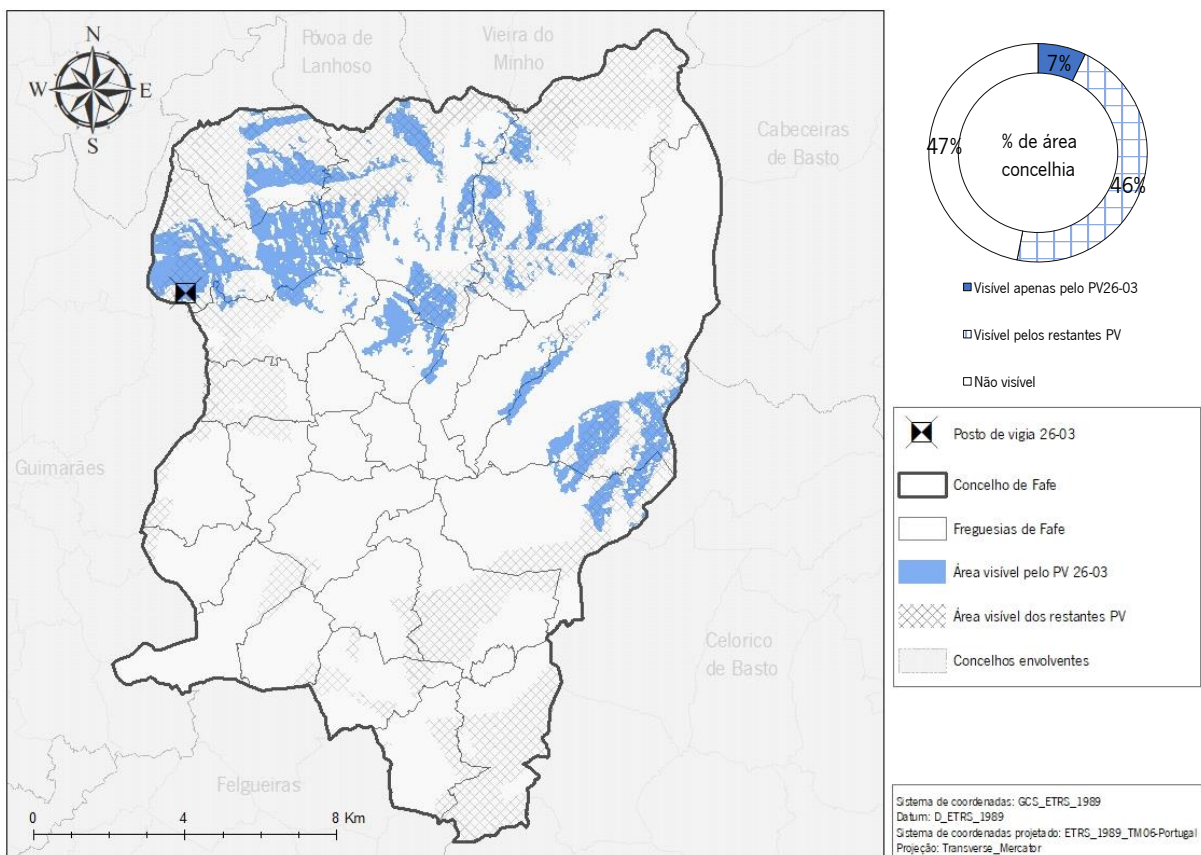 N
W
E
S
Póvoa de
Lanhoso
Vieira do
Minho
Cabeceiras
de Basto
Guimarães
Celorico
de Basto
Felgueiras
0
4
8 Km
7%
47%
46%
% de área
concelhia
Visível apenas pelo PV26-03
Visível pelos restantes PV
Não visível
Posto de vigia 26-03
Concelho de Fafe
Freguesias de Fafe
Área visível pelo PV 26-03
Área visível dos restantes PV
Concelhos envolventes
Sistema de coordenadas: GCS_ETRS_1989
Datum: D_ETRS_1989
Sistema de coordenadas projetado: ETRS_1989_TM06-Portugal
Projeção: Transverse_Mercator